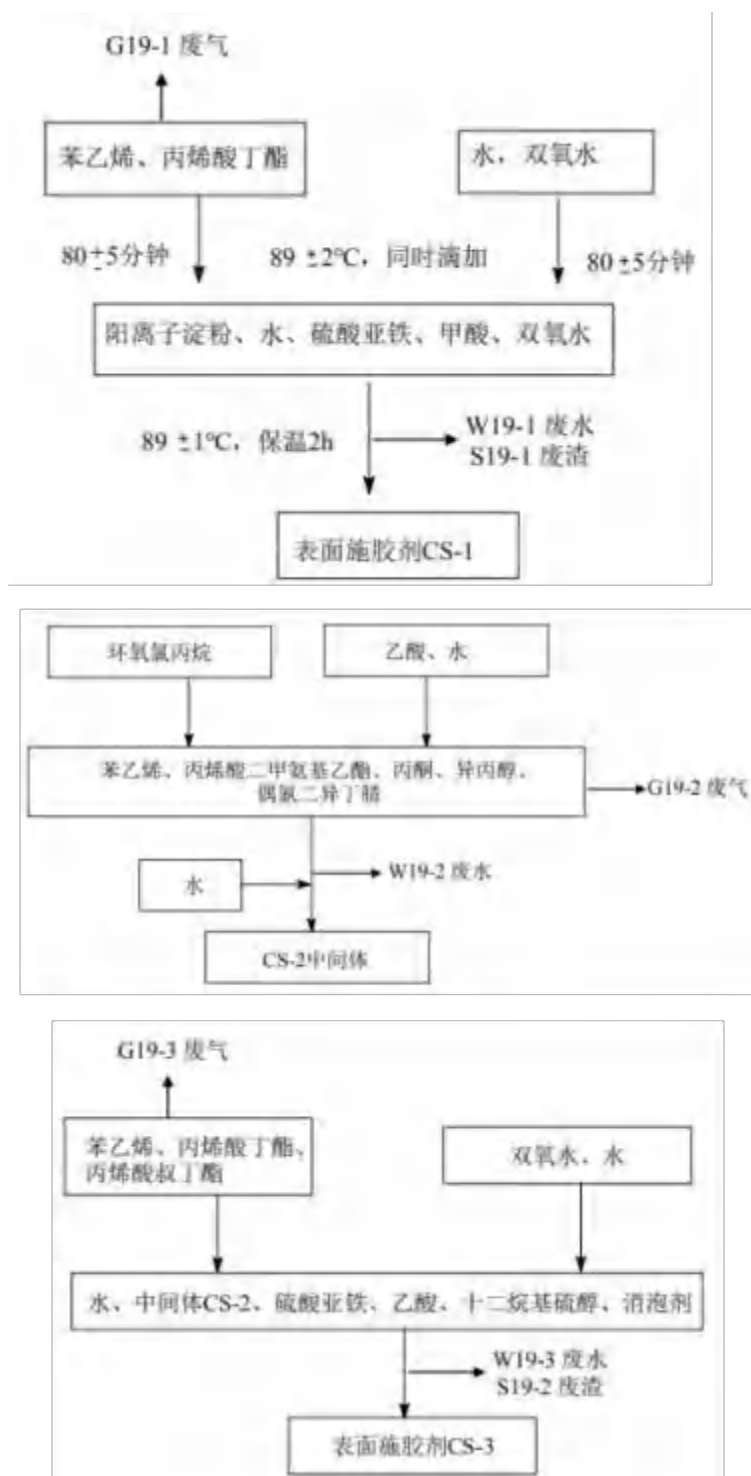 G19-1 废气
苯乙烯、丙烯酸丁酯
水，双氧水
80±5分钟
89 ±2℃，同时滴加
80±5分钟
阳离子淀粉、水、硫酸亚铁、甲酸、双氧水
89 ±1℃，保温2h
W19-1 废水
S19-1 废渣
表面施胶剂CS-1
环氧氯丙烷
乙酸、水
苯乙烯、丙烯酸二甲氨基乙酯、丙酮、异丙醇、
偶氮二异丁腈
G19-2 废气
水
W19-2 废水
CS-2中间体
G19-3 废气
苯乙烯、丙烯酸丁酯、
丙烯酸叔丁酯
双氧水、水
水、中间体CS-2、硫酸亚铁、乙酸、十二烷基硫醇、消泡剂
W19-3 废水
S19-2 废渣
表面施胶剂CS-3